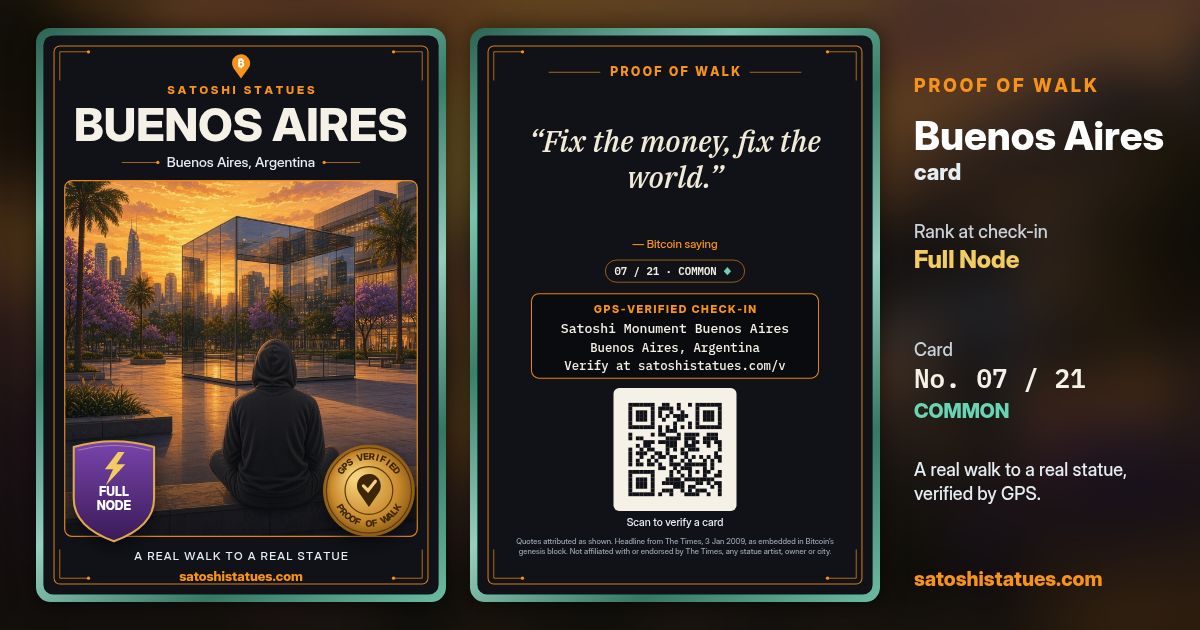 SATOSHI STATUES
BUENOS AIRES
Buenos Aires, Argentina
FULL
NODE
GPS VERIFIED
PROOF OF WALK
A REAL WALK TO A REAL STATUE
satoshistatues.com
PROOF OF WALK
“Fix the money, fix the
world.”
— Bitcoin saying
07 / 21 · COMMON
GPS-VERIFIED CHECK-IN
Satoshi Monument Buenos Aires
Buenos Aires, Argentina
Verify at satoshistatues.com/v
Scan to verify a card
Quotes attributed as shown. Headline from The Times, 3 Jan 2009, as embedded in Bitcoin's
genesis block. Not affiliated with or endorsed by The Times, any statue artist, owner or city.
PROOF OF WALK
Buenos Aires
card
Rank at check-in
Full Node
Card
No. 07 / 21
COMMON
A real walk to a real statue,
verified by GPS.
satoshistatues.com